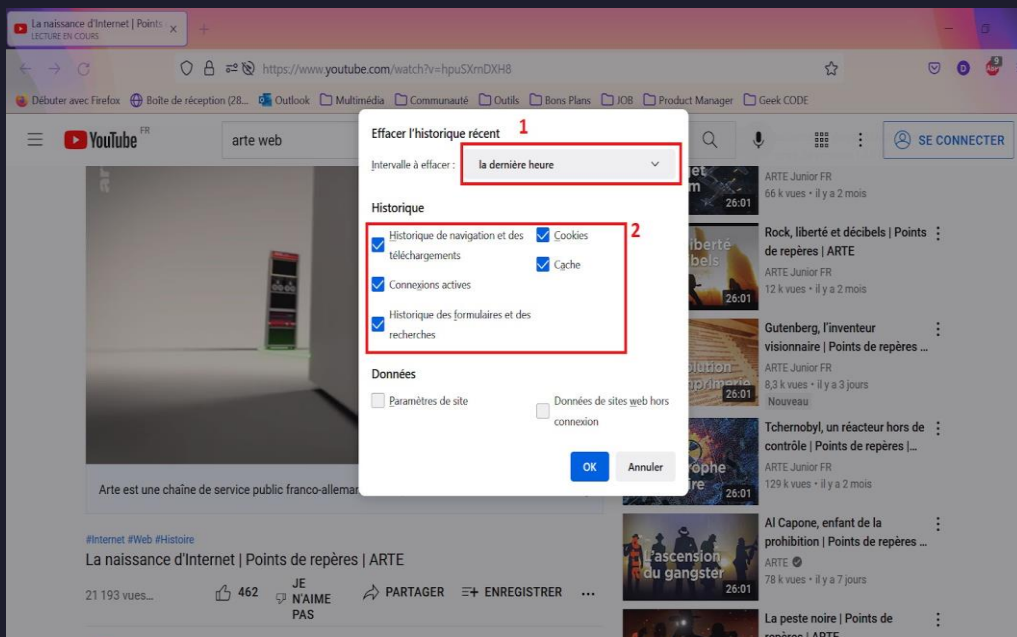 La naissance d'Internet | Points
LECTURE EN COURS
https://www.youtube.com/watch?v=hpuSXmDXH8
9
Débuter avec Firefox
Boîte de réception (28...
Outlook
Multimédia
Communauté
Outils
Bons Plans
JOB
Product Manager
Geek CODE
YouTube FR
arte web
SE CONNECTER
Effacer l'historique récent 1
Intervalle à effacer : la dernière heure
Historique
2
Historique de navigation et des
téléchargements
Cookies
Cache
Connexions actives
Historique des formulaires et des
recherches
Données
Paramètres de site
Données de sites web hors
connexion
OK Annuler
Arte est une chaîne de service public franco-alleman
#Internet #Web #Histoire
La naissance d'Internet | Points de repères | ARTE
21 193 vues...
462
JE
N'AIME
PAS
PARTAGER
ENREGISTRER
...
26:01
ARTE Junior FR
66 k vues • il y a 2 mois
26:01
Rock, liberté et décibels | Points
de repères | ARTE
ARTE Junior FR
12 k vues • il y a 2 mois
26:01
Gutenberg, l'inventeur
visionnaire | Points de repères ...
ARTE Junior FR
8,3 k vues • il y a 3 jours
Nouveau
26:01
Tchernobyl, un réacteur hors de
contrôle | Points de repères |...
ARTE Junior FR
129 k vues • il y a 2 mois
L'ascension
du gangster
26:01
Al Capone, enfant de la
prohibition | Points de repères ...
ARTE
78 k vues • il y a 7 jours
La peste noire | Points de
repères | ARTE